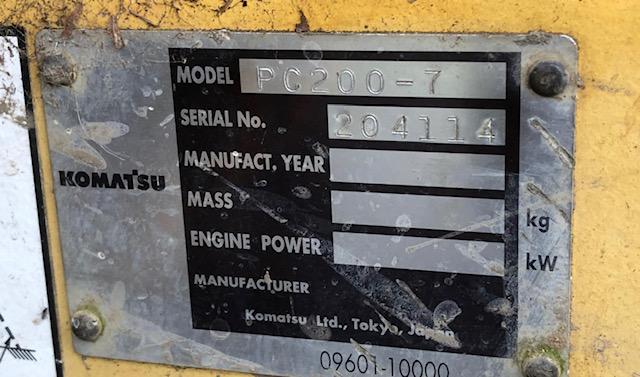 MODEL PC200-7
SERIAL No. 204114
MANUFACT, YEAR
KOMATSU
MASS kg
ENGINE POWER kW
MANUFACTURER
Komatsu Ltd., Tokyo, Japan
09601-10000